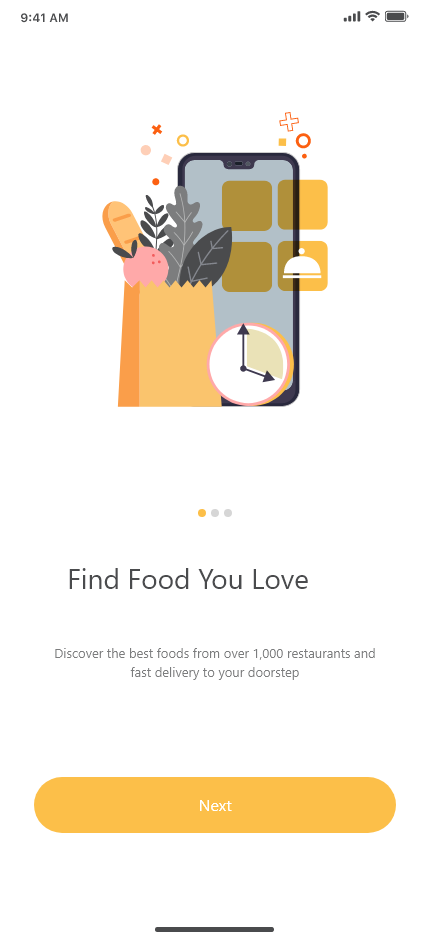 9:41 AM
Find Food You Love
Discover the best foods from over 1,000 restaurants and
fast delivery to your doorstep
Next